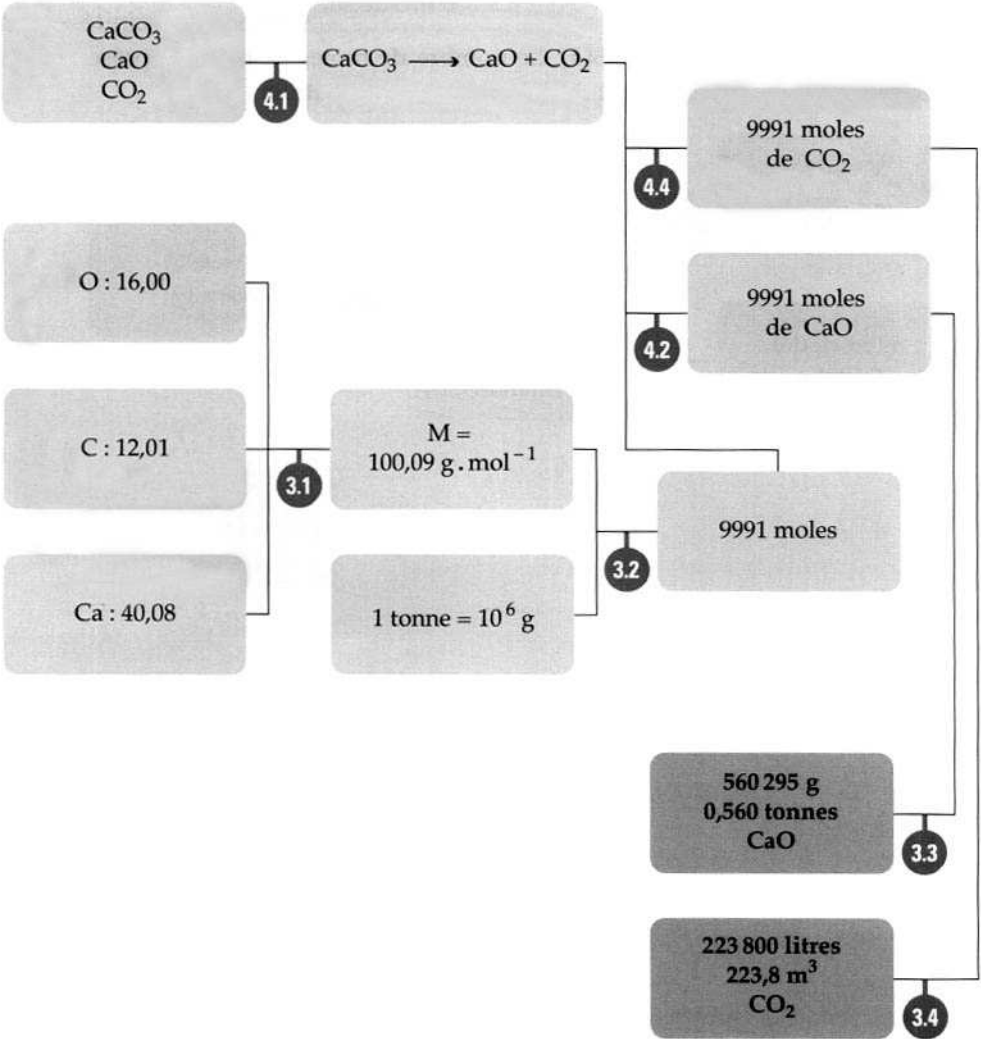 CaCO₃
CaO
CO₂
4.1
CaCO₃ ⟶ CaO + CO₂
4.4
9991 moles
de CO₂
4.2
9991 moles
de CaO
O : 16,00
C : 12,01
Ca : 40,08
3.1
M =
100,09 g . mol⁻¹
1 tonne = 10⁶ g
3.2
9991 moles
560 295 g
0,560 tonnes
CaO
3.3
223 800 litres
223,8 m³
CO₂
3.4